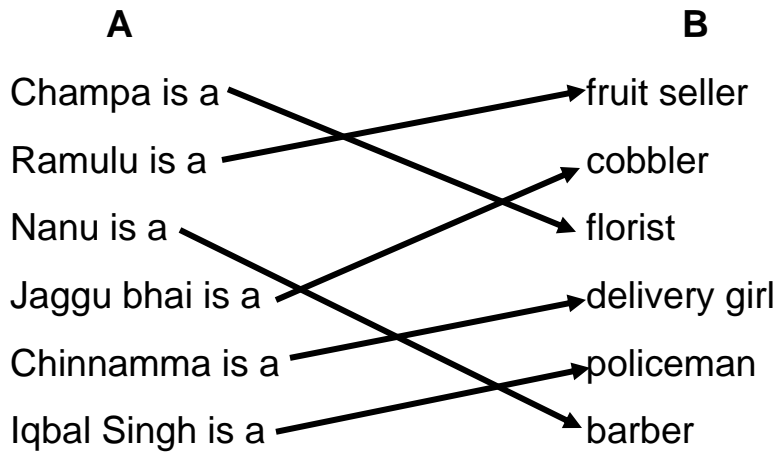 A B
Champa is a fruit seller
Ramulu is a cobbler
Nanu is a florist
Jaggu bhai is a delivery girl
Chinnamma is a policeman
Iqbal Singh is a barber